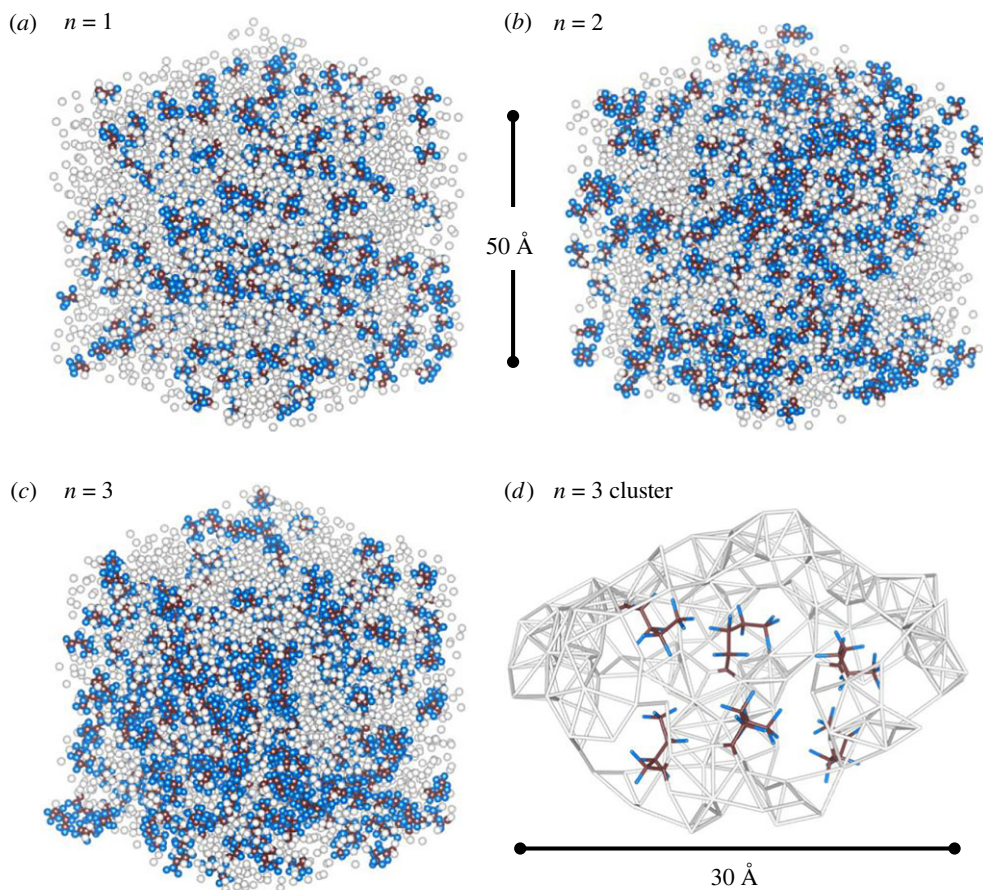 (a) n = 1
(b) n = 2
50 Å
(c) n = 3
(d) n = 3 cluster
30 Å